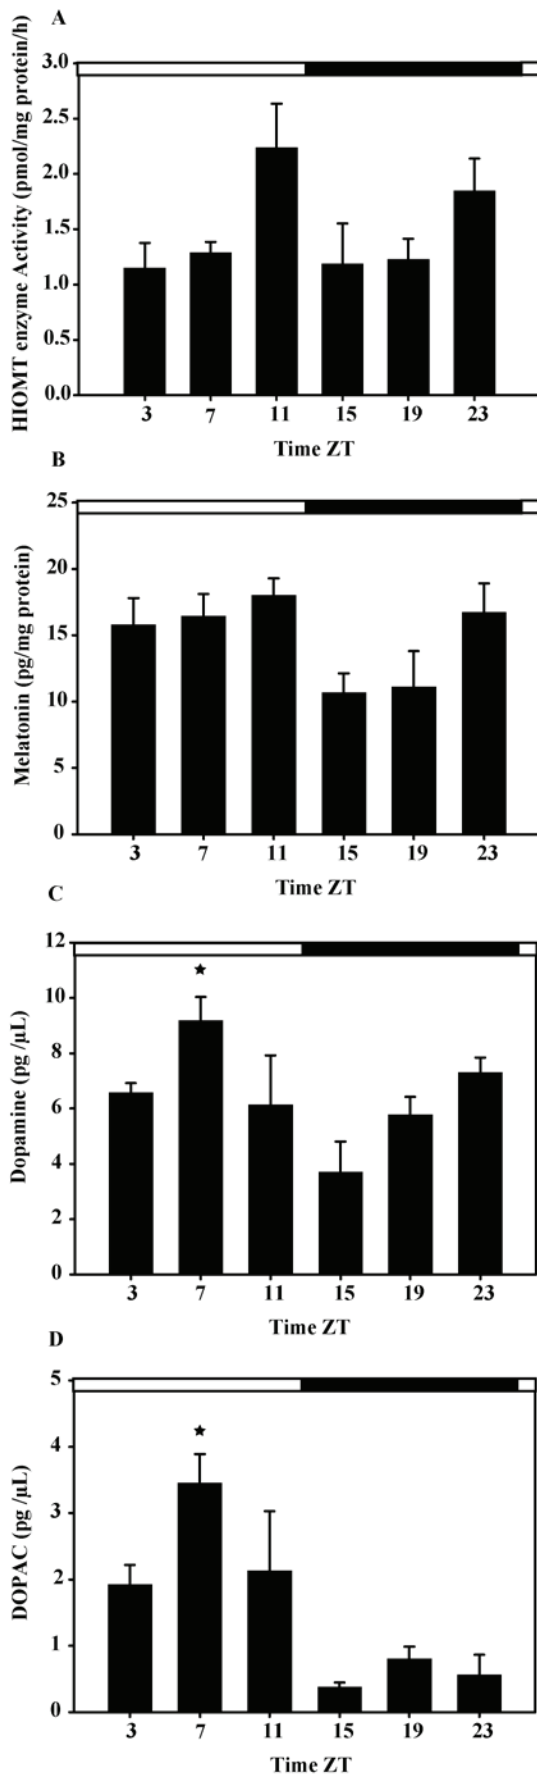 A
HIOMT enzyme Activity (pmol/mg protein/h)
3.0
2.5
2.0
1.5
1.0
0.5
0.0
3 7 11 15 19 23
Time ZT
B
Melatonin (pg/mg protein)
25
20
15
10
5
0
3 7 11 15 19 23
Time ZT
C
Dopamine (pg /µL)
12
10
8
6
4
2
0
3 7 11 15 19 23
Time ZT
D
DOPAC (pg /µL)
5
4
3
2
1
0
3 7 11 15 19 23
Time ZT